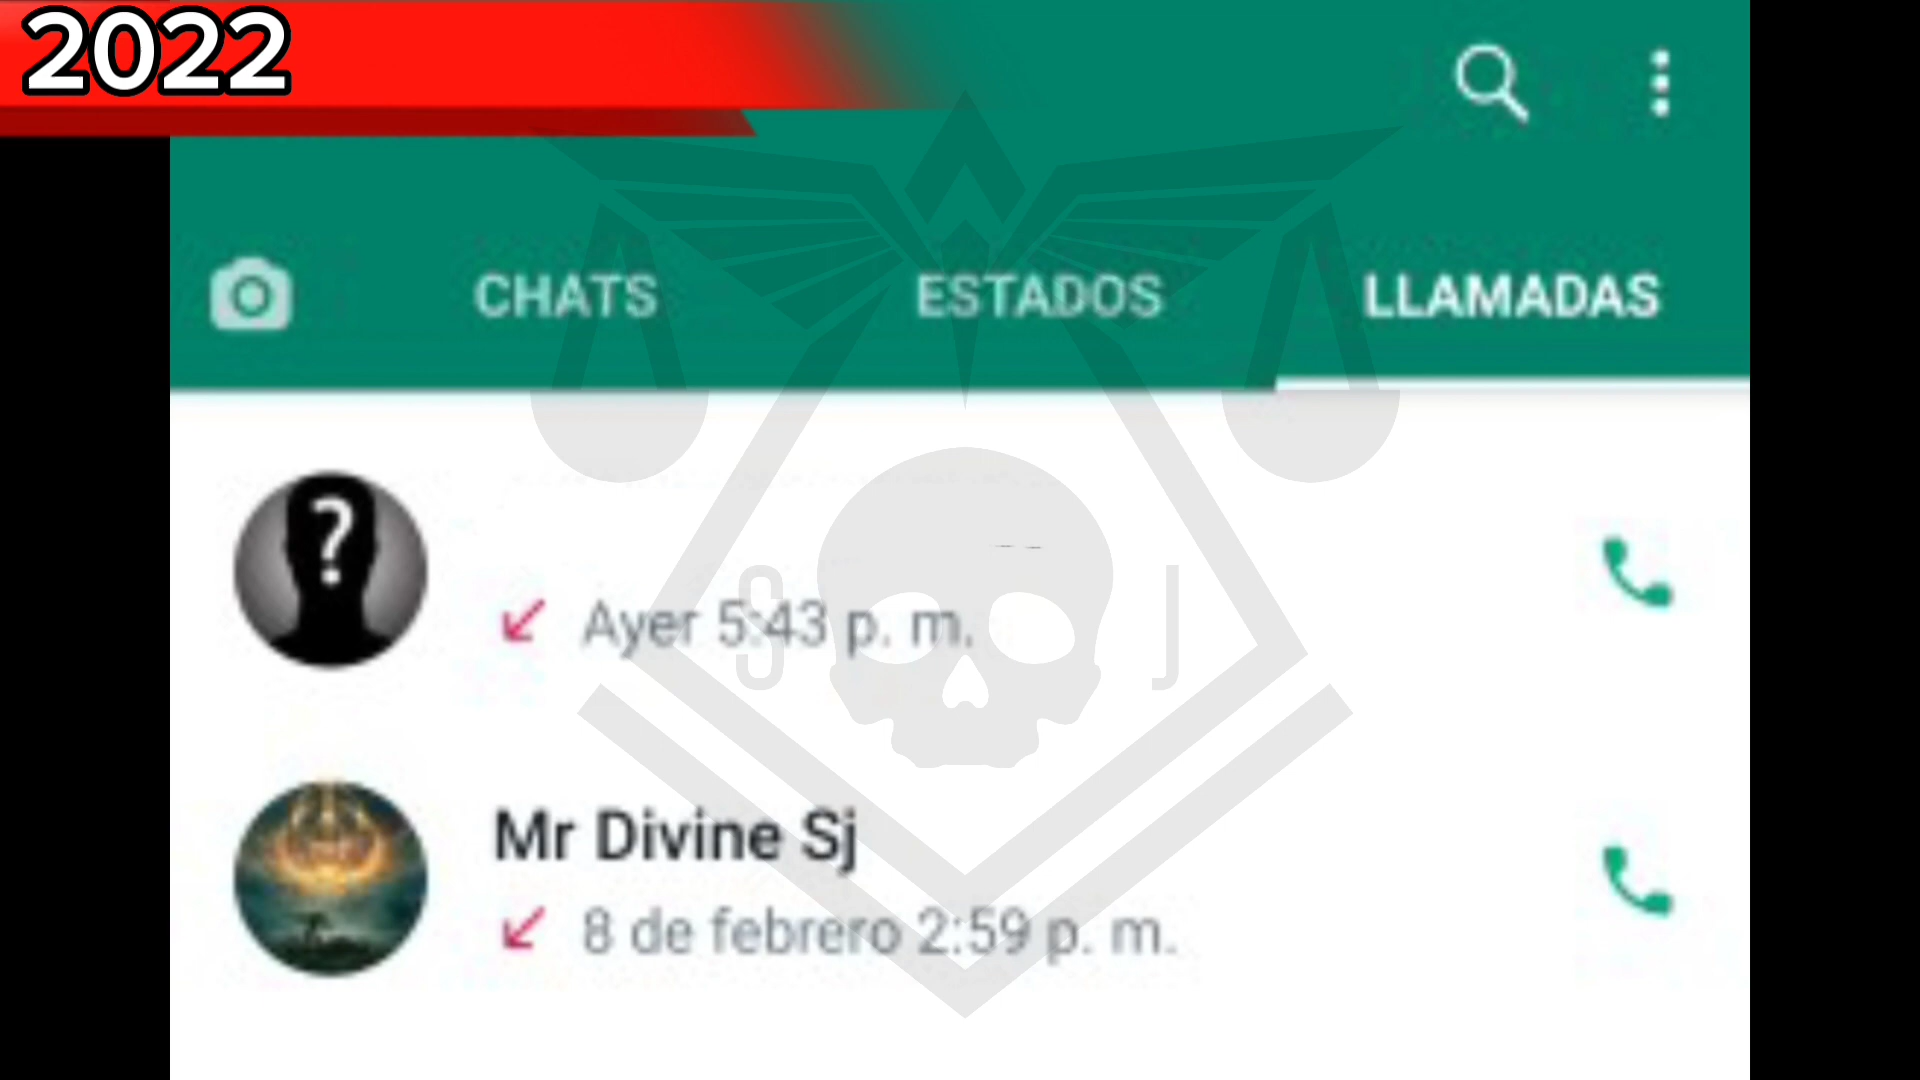 2022
CHATS ESTADOS LLAMADAS
?
Ayer 5:43 p. m.
S J
Mr Divine Sj
8 de febrero 2:59 p. m.